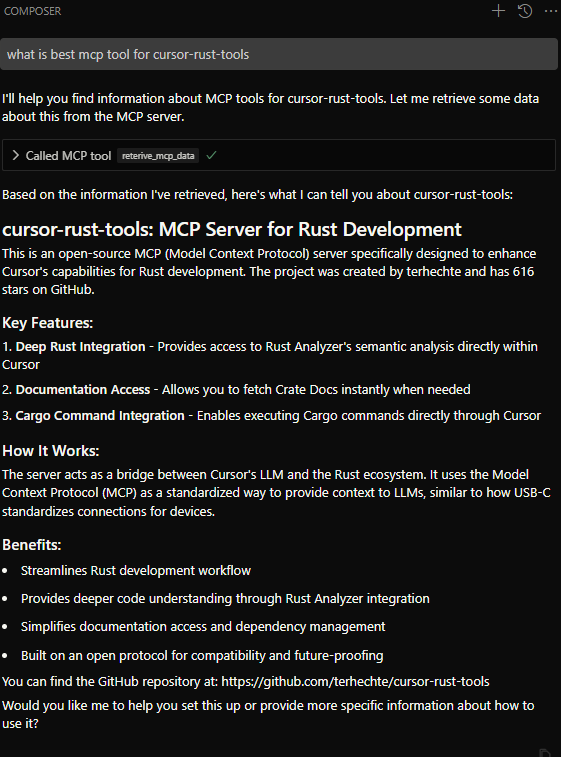 COMPOSER
what is best mcp tool for cursor-rust-tools
I'll help you find information about MCP tools for cursor-rust-tools. Let me retrieve some data
about this from the MCP server.
Called MCP tool reterive_mcp_data
Based on the information I've retrieved, here's what I can tell you about cursor-rust-tools:
cursor-rust-tools: MCP Server for Rust Development
This is an open-source MCP (Model Context Protocol) server specifically designed to enhance
Cursor's capabilities for Rust development. The project was created by terhechte and has 616
stars on GitHub.
Key Features:
1. Deep Rust Integration - Provides access to Rust Analyzer's semantic analysis directly within
Cursor
2. Documentation Access - Allows you to fetch Crate Docs instantly when needed
3. Cargo Command Integration - Enables executing Cargo commands directly through Cursor
How It Works:
The server acts as a bridge between Cursor's LLM and the Rust ecosystem. It uses the Model
Context Protocol (MCP) as a standardized way to provide context to LLMs, similar to how USB-C
standardizes connections for devices.
Benefits:
• Streamlines Rust development workflow
• Provides deeper code understanding through Rust Analyzer integration
• Simplifies documentation access and dependency management
• Built on an open protocol for compatibility and future-proofing
You can find the GitHub repository at: https://github.com/terhechte/cursor-rust-tools
Would you like me to help you set this up or provide more specific information about how to
use it?